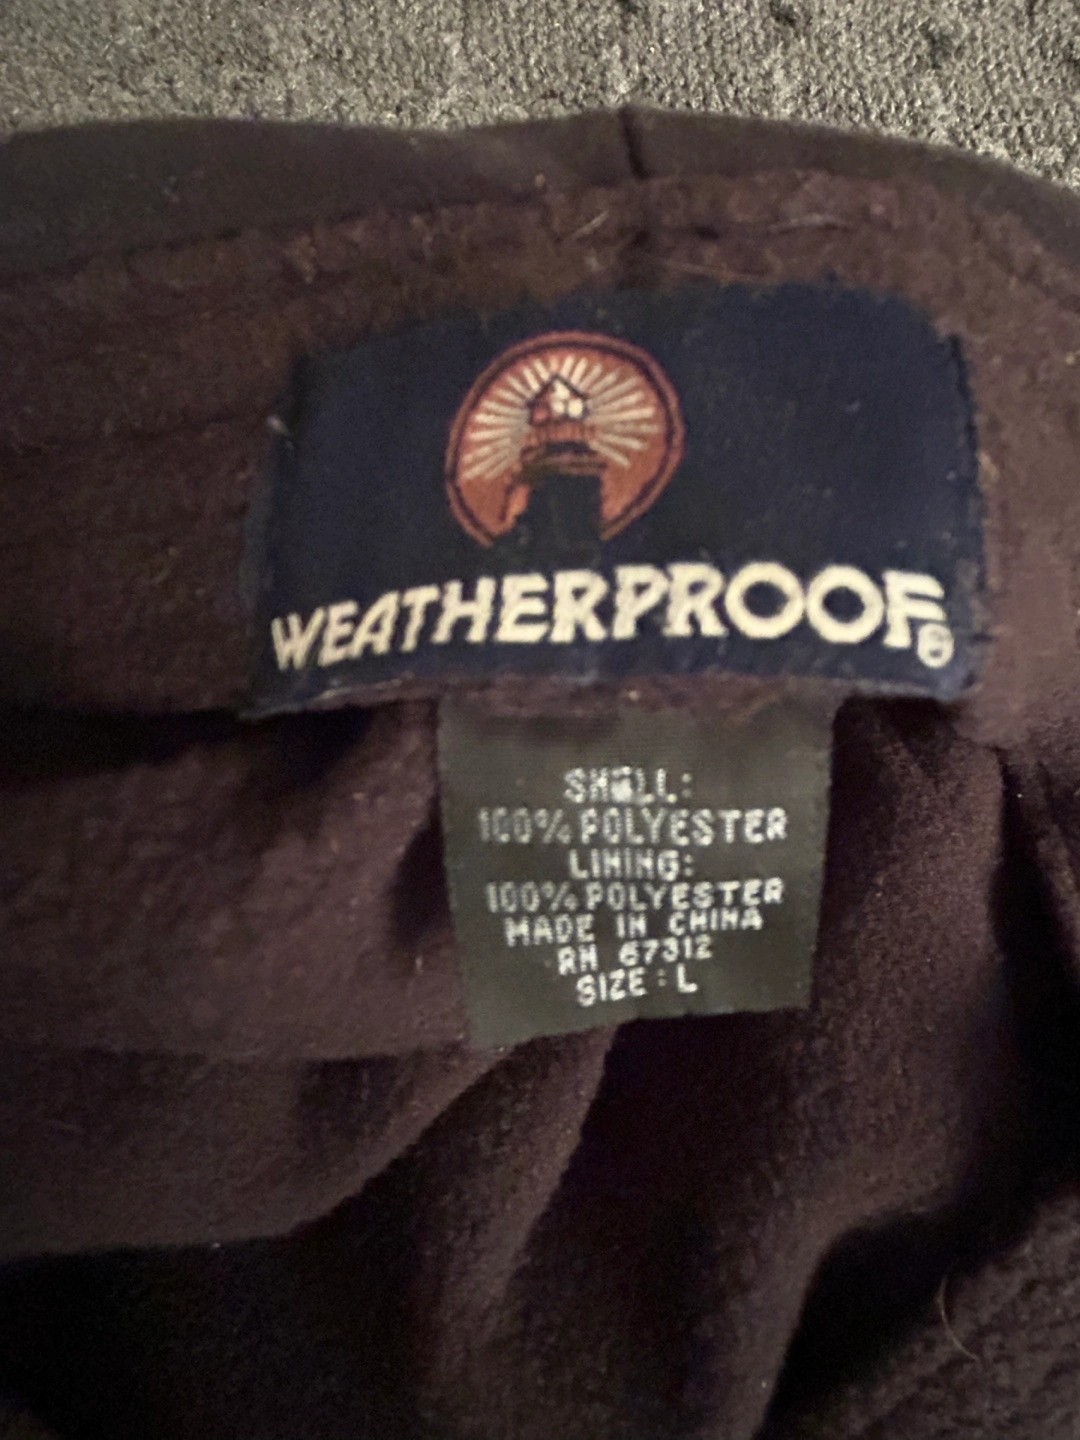 WEATHERPROOF®
SHELL:
100% POLYESTER
LINING:
100% POLYESTER
MADE IN CHINA
RN 67312
SIZE: L